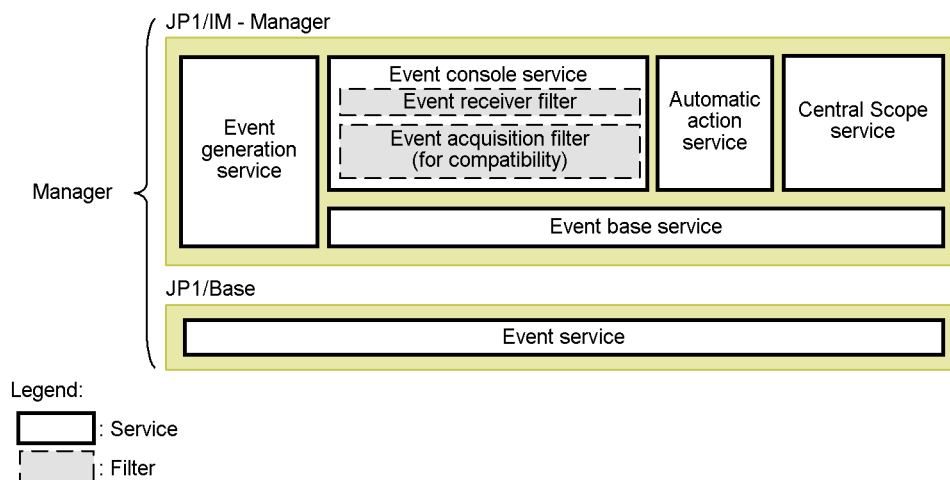 JP1/IM - Manager
Event
generation
service
Event console service
Event receiver filter
Event acquisition filter
(for compatibility)
Automatic
action
service
Central Scope
service
Manager
Event base service
JP1/Base
Event service
Legend:
: Service
: Filter